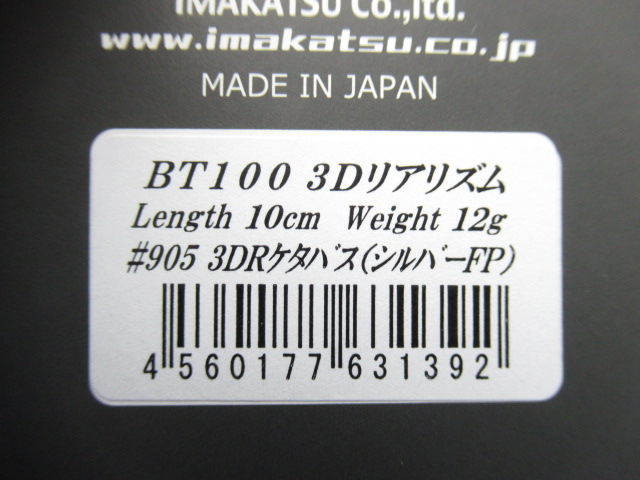 IMAKATSU Co.,ltd.
www.imakatsu.co.jp
MADE IN JAPAN
BT100 3Dリアリズム
Length 10cm Weight 12g
#905 3DRケタバス(シルバーFP)
4 560177 631392